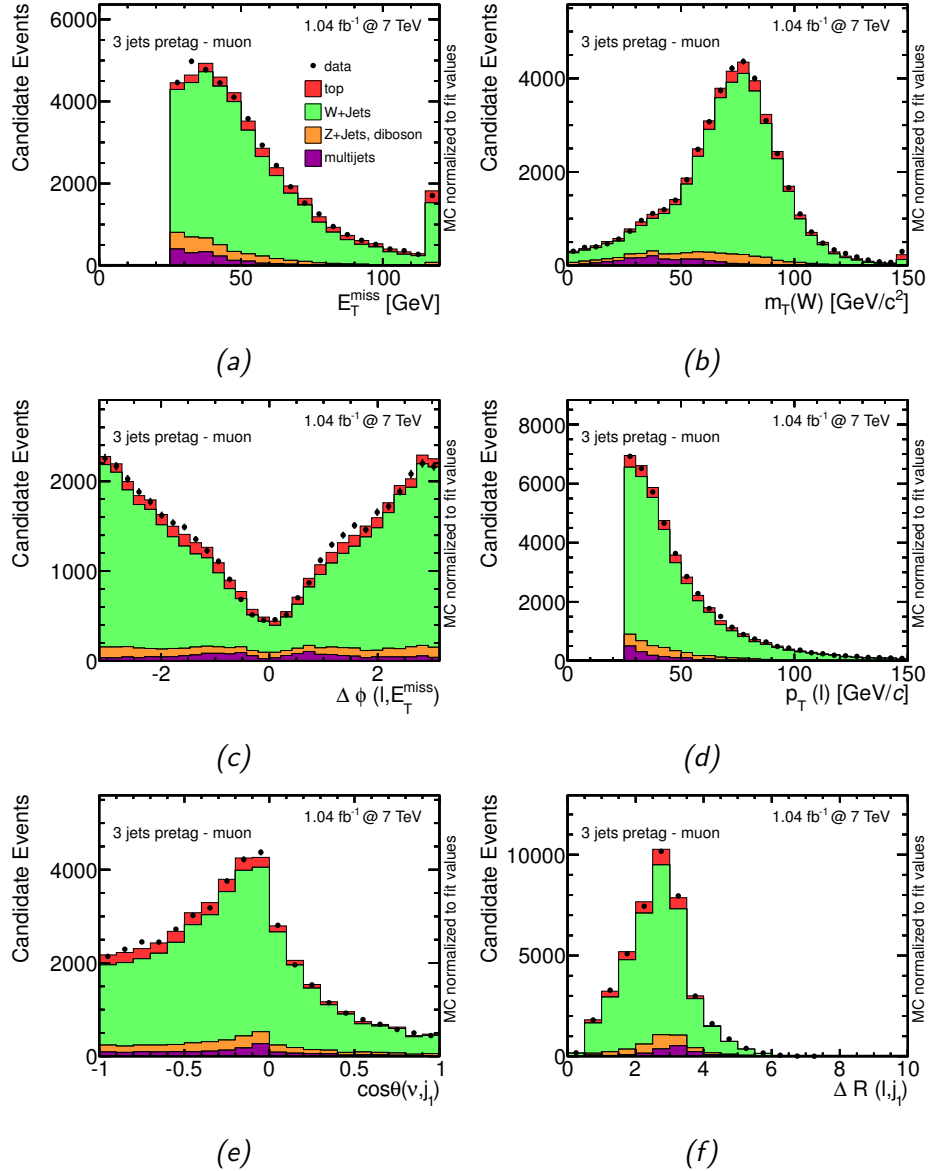 Candidate Events
6000
4000
2000
0
3 jets pretag - muon
1.04 fb⁻¹ @ 7 TeV
data
top
W+Jets
Z+Jets, diboson
multijets
0 50 100
E_T^miss [GeV]
MC normalized to fit values
(a)
Candidate Events
4000
2000
0
3 jets pretag - muon
1.04 fb⁻¹ @ 7 TeV
0 50 100 150
m_T(W) [GeV/c²]
MC normalized to fit values
(b)
Candidate Events
2000
1000
0
3 jets pretag - muon
1.04 fb⁻¹ @ 7 TeV
-2 0 2
Δ ϕ (l,E_T^miss)
MC normalized to fit values
(c)
Candidate Events
8000
6000
4000
2000
0
3 jets pretag - muon
1.04 fb⁻¹ @ 7 TeV
0 50 100 150
p_T (l) [GeV/c]
MC normalized to fit values
(d)
Candidate Events
4000
2000
0
3 jets pretag - muon
1.04 fb⁻¹ @ 7 TeV
-1 -0.5 0 0.5 1
cosθ(ν,j₁)
MC normalized to fit values
(e)
Candidate Events
10000
5000
0
3 jets pretag - muon
1.04 fb⁻¹ @ 7 TeV
0 2 4 6 8 10
Δ R (l,j₁)
MC normalized to fit values
(f)